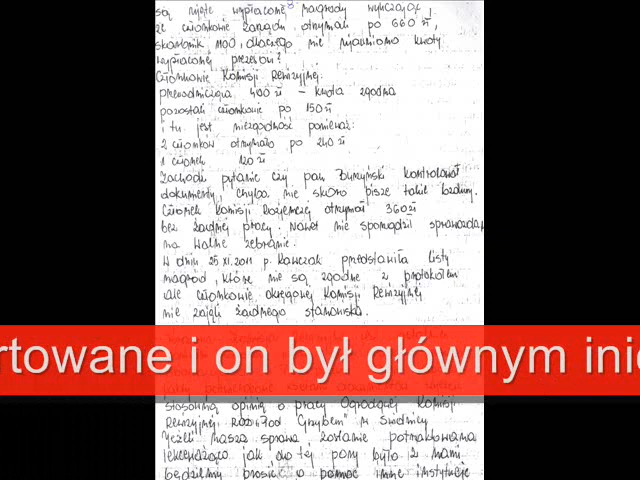 są ujęte wypłacone nagrody
że członkowie zarządu otrzymali po 660 zł,
skarbnik 1100, dlaczego nie ujawniono kwoty
wypłaconej prezesowi?
Członkowie Komisji Rewizyjnej:
przewodnicząca 400 zł - kwota zgodna
pozostali członkowie po 150 zł
i tu jest niezgodność ponieważ:
2 członków otrzymało po 240 zł
1 członek 120 zł
Zachodzi pytanie czy pan kontrolował
dokumenty, chyba nie skoro pisze takie bzdury.
Członek Komisji Rozjemczej otrzymał 360 zł
bez żadnej pracy. Nawet nie sporządził sprawozdan
na walne zebranie.
W dniu 25 XI. 2011 p. Kawczak przedstawiła listy
nagród, które nie są zgodne z protokołem
ale członkowie okręgowej Komisji Rewizyjnej
nie zajęli żadnego stanowiska.
rtowane i on był głównym inic
stosowną opinię o pracy Ogrodowej Komisji
Rewizyjnej ROD "Pod Grzybem" w Świdnicy
Jeżeli nasza sprawa zostanie potraktowana
lekceważąco jak do tej pory było z nami
będziemy prosić o pomoc inne instytucje